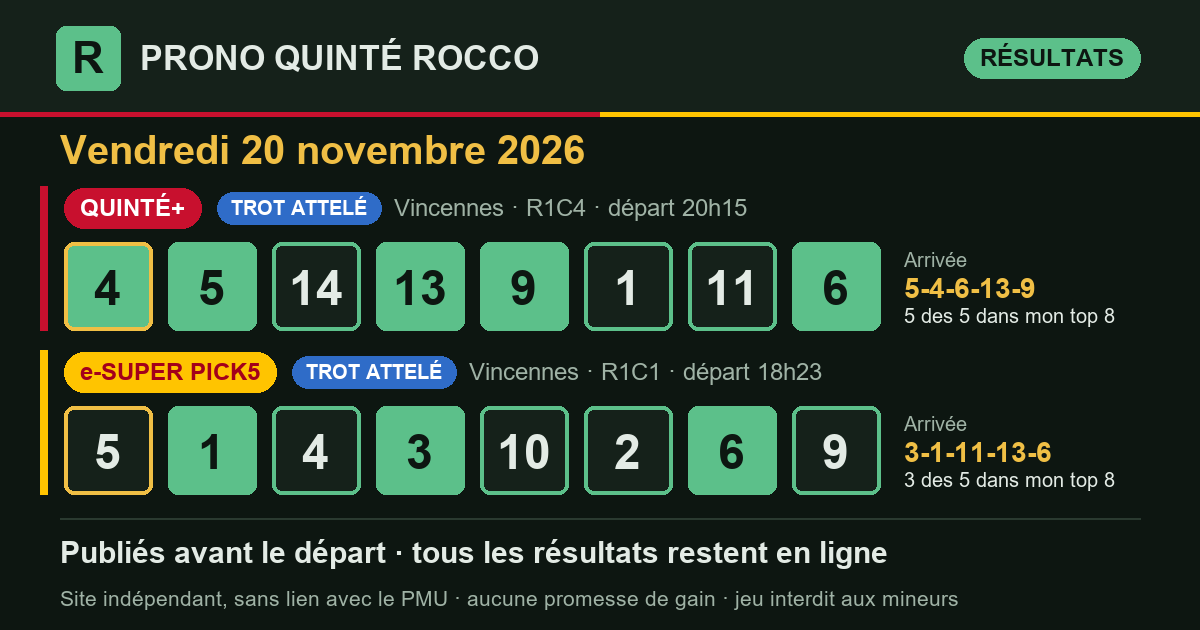 R PRONO QUINTÉ ROCCO RÉSULTATS
Vendredi 20 novembre 2026
QUINTÉ+ TROT ATTELÉ Vincennes · R1C4 · départ 20h15
4 5 14 13 9 1 11 6
Arrivée
5-4-6-13-9
5 des 5 dans mon top 8
e-SUPER PICK5 TROT ATTELÉ Vincennes · R1C1 · départ 18h23
5 1 4 3 10 2 6 9
Arrivée
3-1-11-13-6
3 des 5 dans mon top 8
Publiés avant le départ · tous les résultats restent en ligne
Site indépendant, sans lien avec le PMU · aucune promesse de gain · jeu interdit aux mineurs